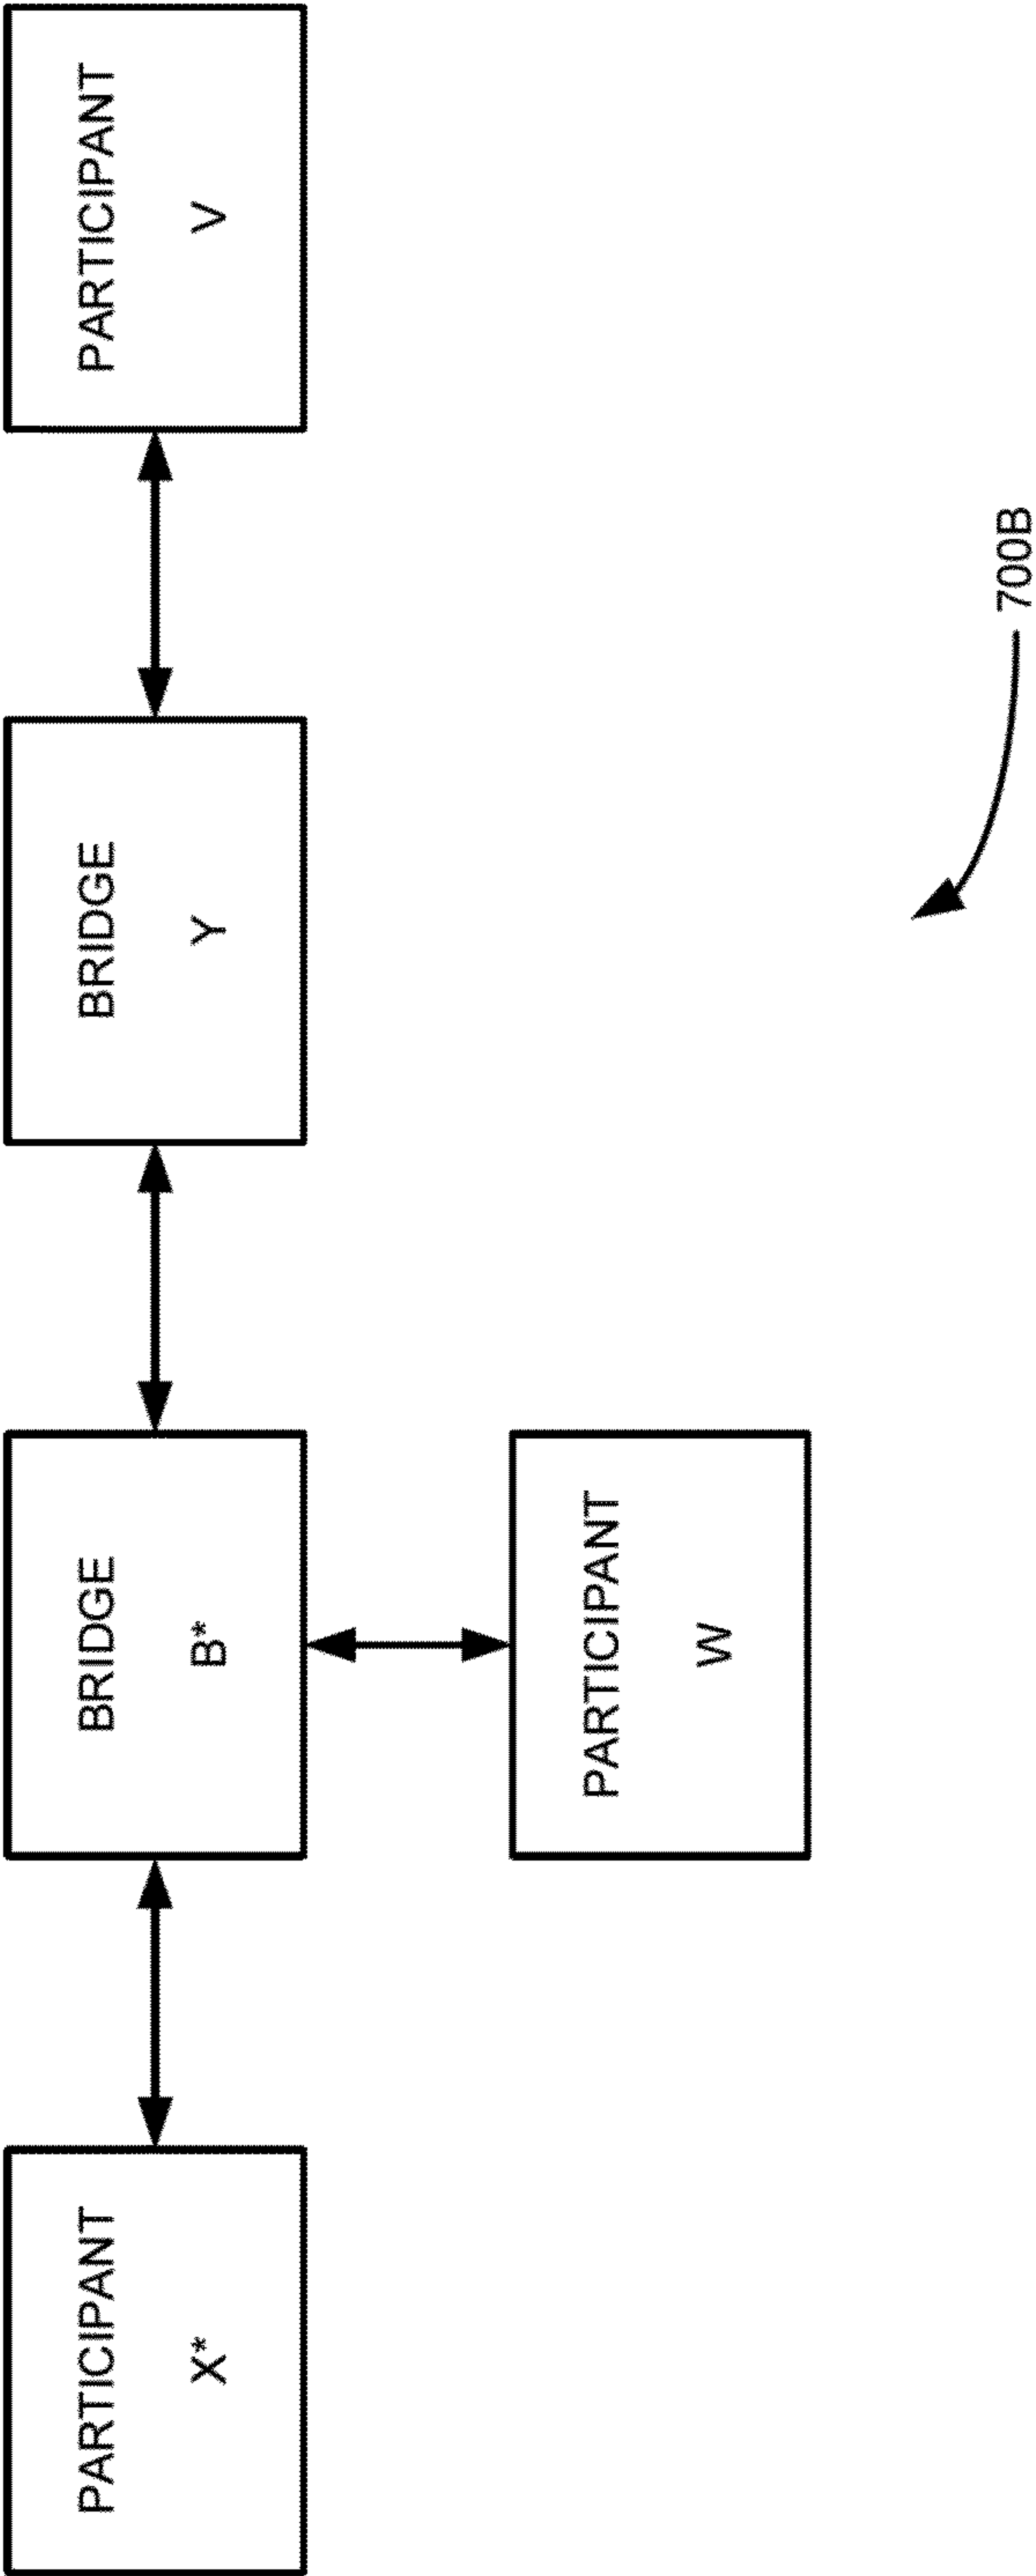 PARTICIPANT
X*
BRIDGE
B*
BRIDGE
Y
PARTICIPANT
V
PARTICIPANT
W
700B